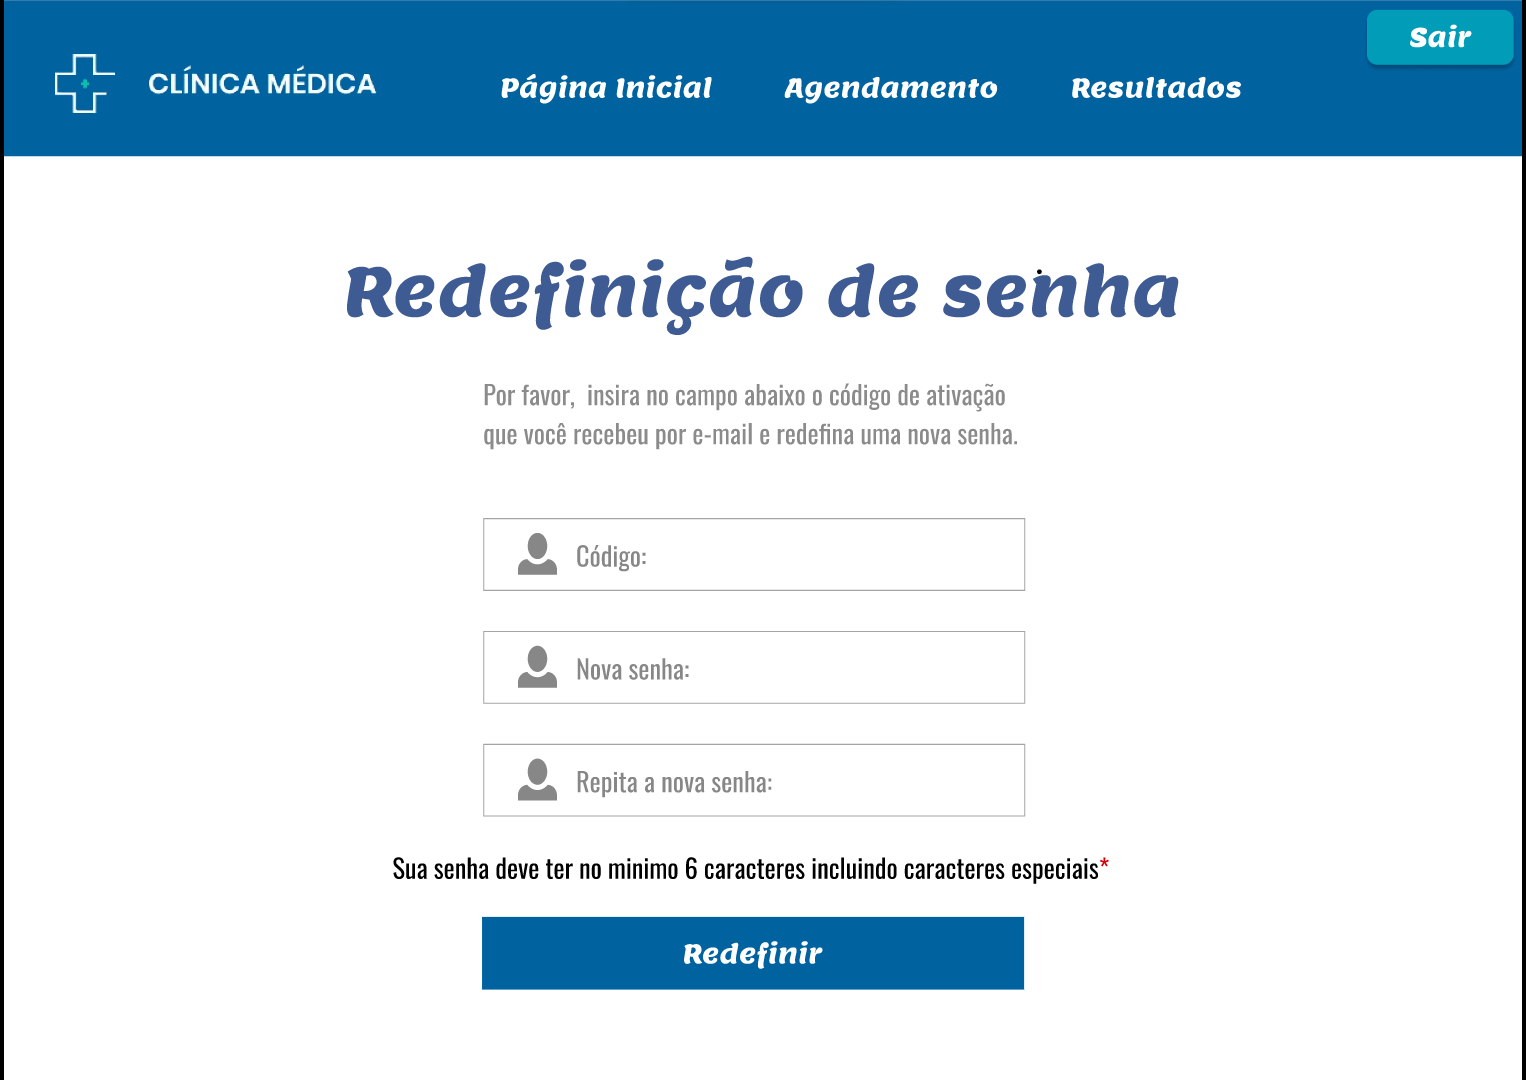 Sair
CLÍNICA MÉDICA
Página Inicial
Agendamento
Resultados
Redefinição de senha
Por favor,  insira no campo abaixo o código de ativação
que você recebeu por e-mail e redefina uma nova senha.
Código:
Nova senha:
Repita a nova senha:
Sua senha deve ter no minimo 6 caracteres incluindo caracteres especiais*
Redefinir